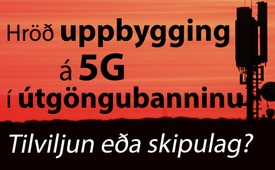 Hröð uppbygging
á 5G
í útgöngubanninu
Tilviljun eða skipulag?